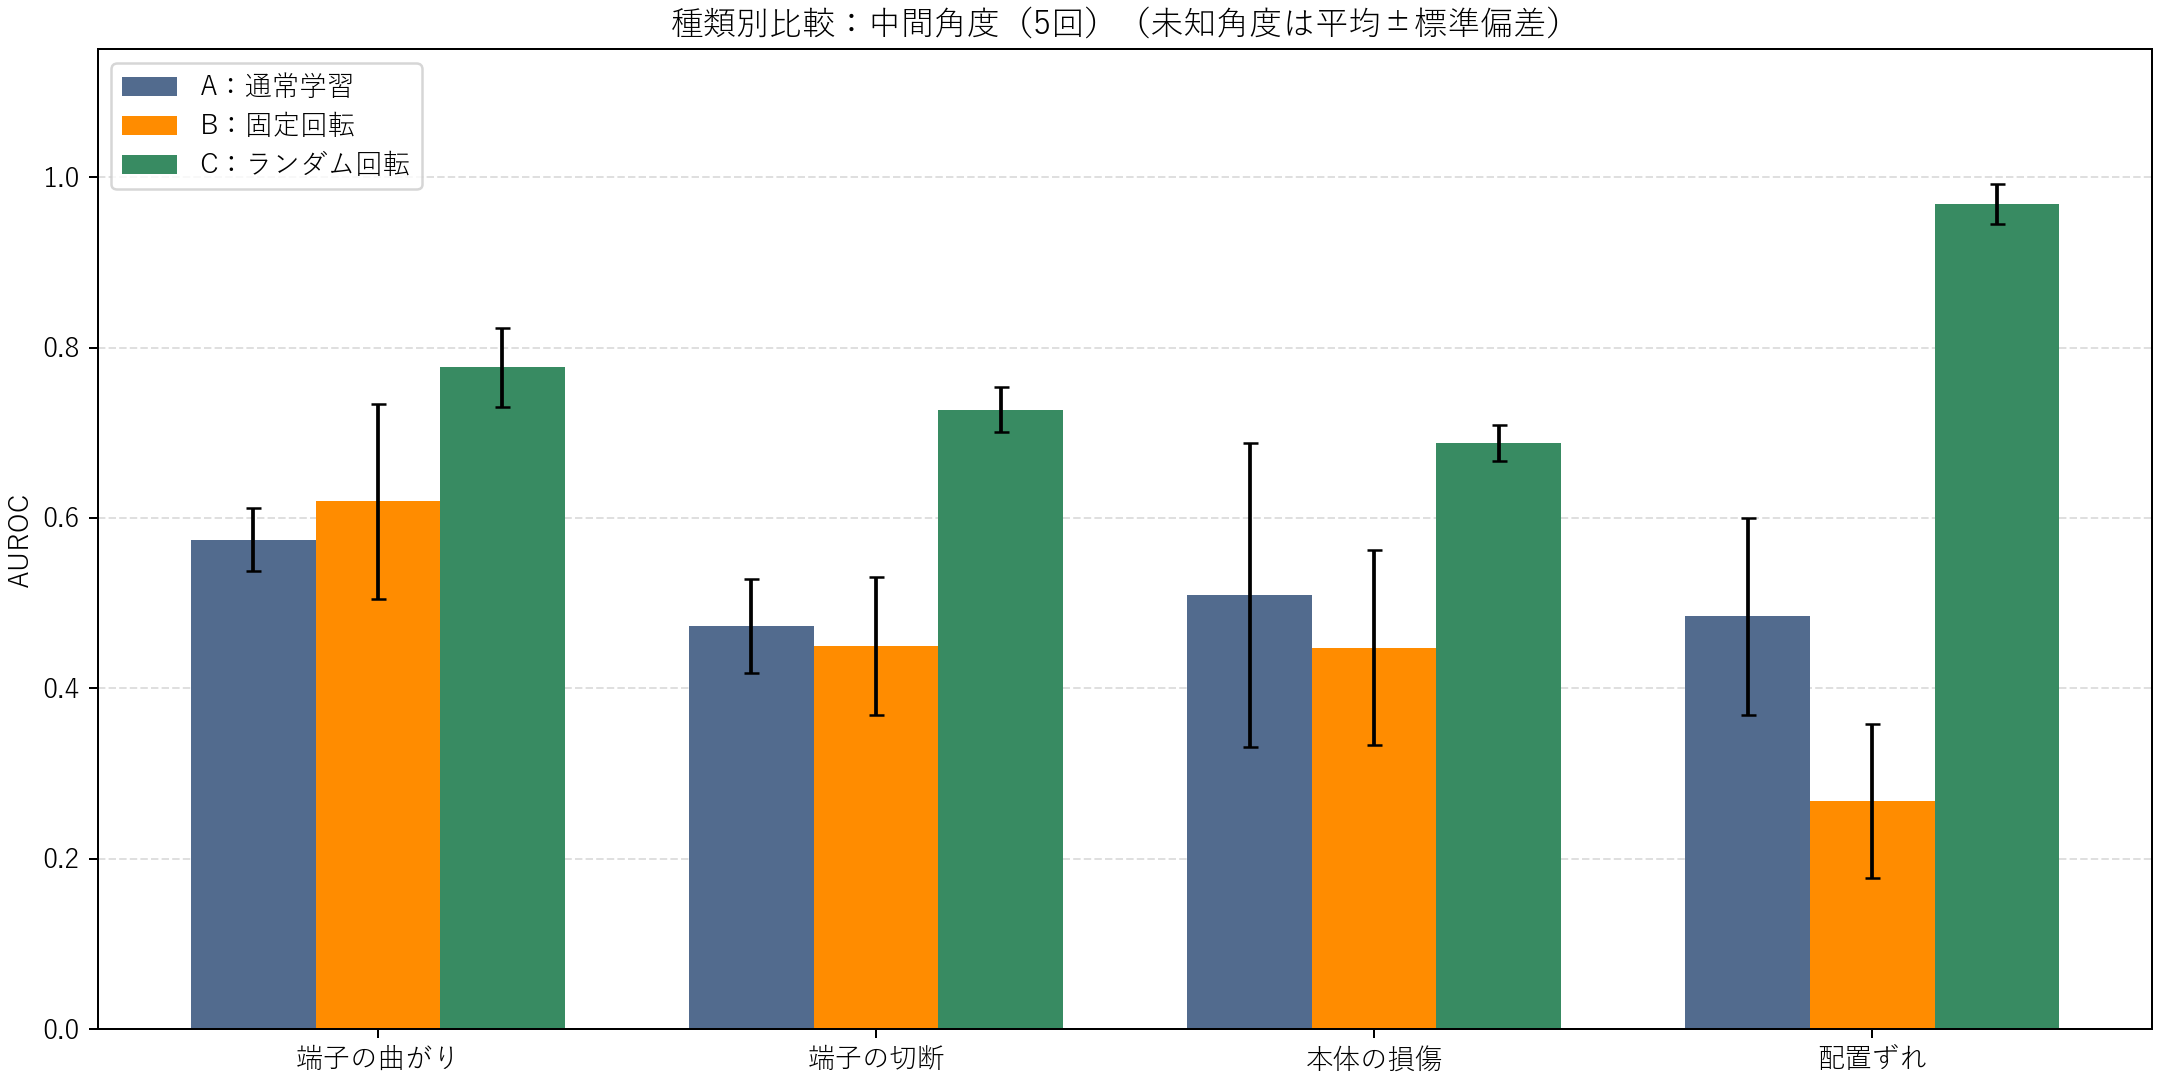 種類別比較：中間角度（5回）（未知角度は平均±標準偏差）
A：通常学習
B：固定回転
C：ランダム回転
AUROC
1.0
0.8
0.6
0.4
0.2
0.0
端子の曲がり
端子の切断
本体の損傷
配置ずれ